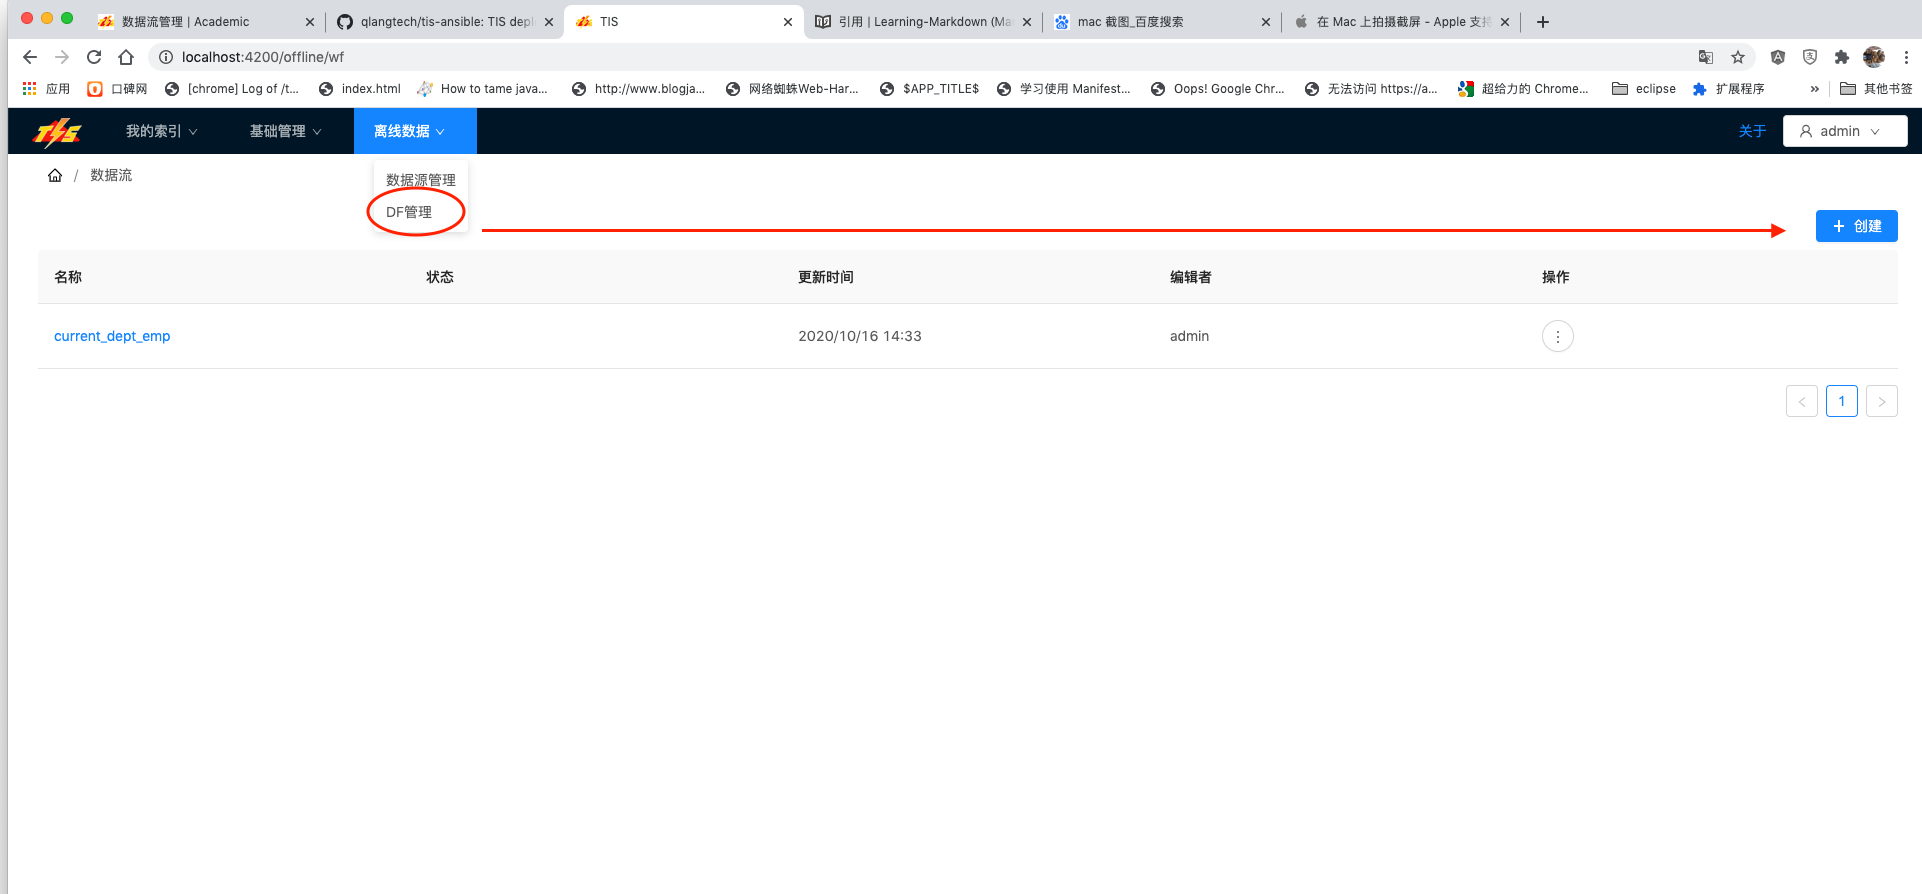 数据流管理 | Academic
qlangtech/tis-ansible: TIS depl
TIS
引用 | Learning-Markdown (Ma
mac 截图_百度搜索
在 Mac 上拍摄截屏 - Apple 支持
localhost:4200/offline/wf
应用
口碑网
[chrome] Log of /t...
index.html
How to tame java...
http://www.blogja...
网络蜘蛛Web-Har...
$APP_TITLE$
学习使用 Manifest...
Oops! Google Chr...
无法访问 https://a...
超给力的 Chrome...
eclipse
扩展程序
»
其他书签
TIS
我的索引
基础管理
离线数据
关于
admin
/ 数据流
数据源管理
DF管理
+ 创建
名称
状态
更新时间
编辑者
操作
current_dept_emp
2020/10/16 14:33
admin
< 1 >